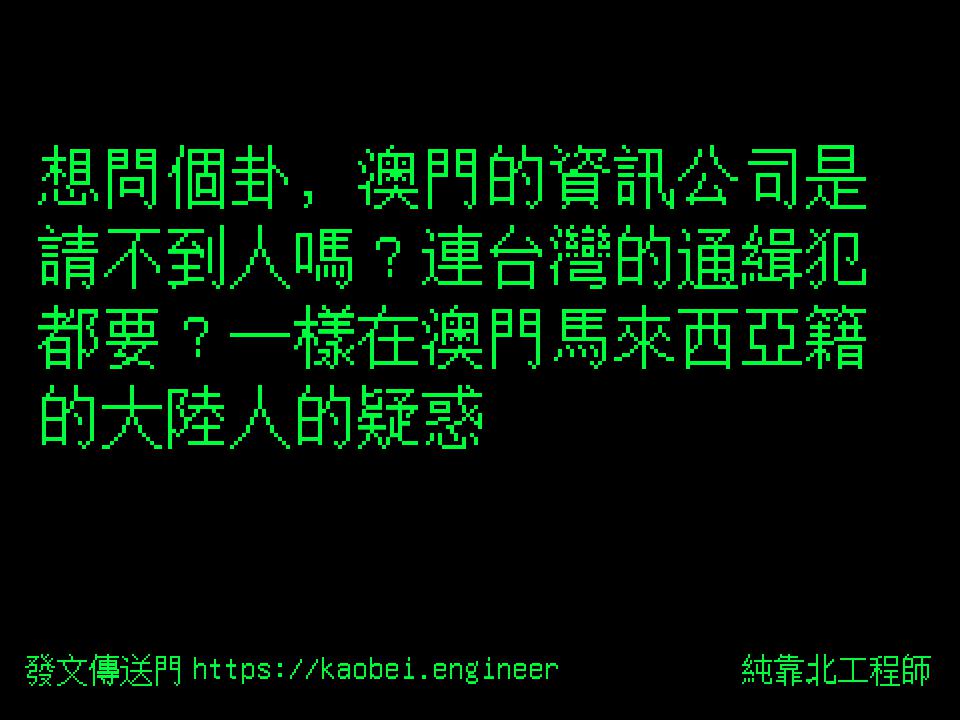 想問個卦，澳門的資訊公司是
請不到人嗎？連台灣的通緝犯
都要？一樣在澳門馬來西亞籍
的大陸人的疑惑
發文傳送門 https://kaobei.engineer
純靠北工程師